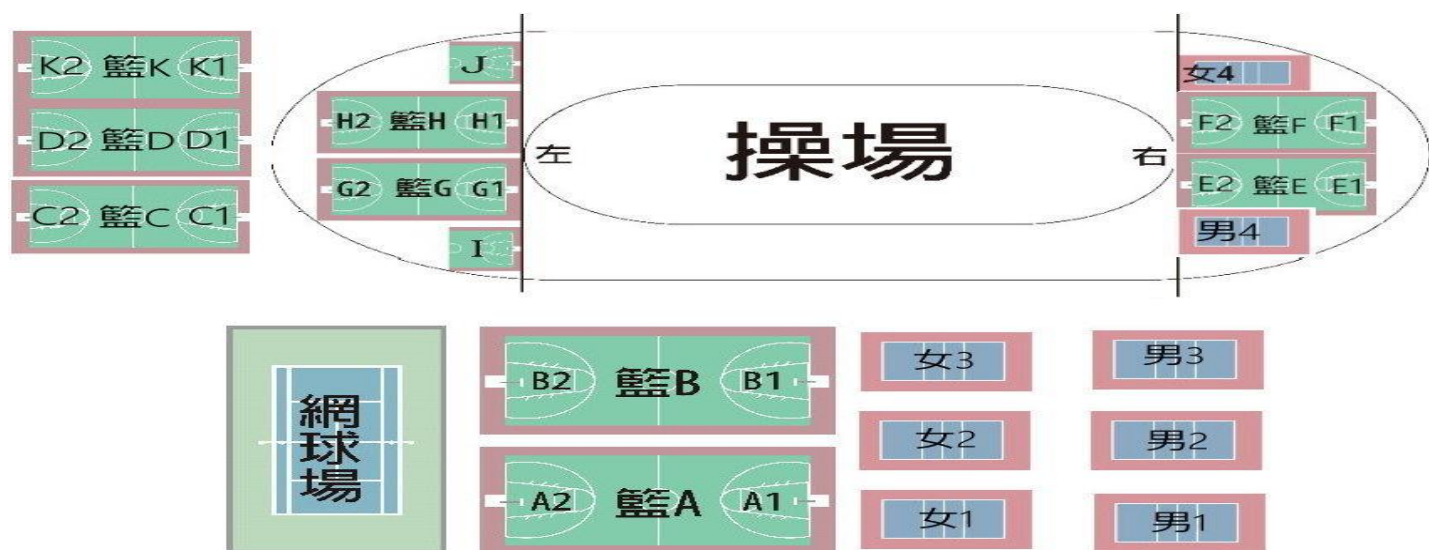 K2 籃K K1
D2 籃D D1
C2 籃C C1
J
H2 籃H H1
G2 籃G G1
I
左
操場
右
女4
F2 籃F F1
E2 籃E E1
男4
網球場
B2 籃B B1
A2 籃A A1
女3
男3
女2
男2
女1
男1